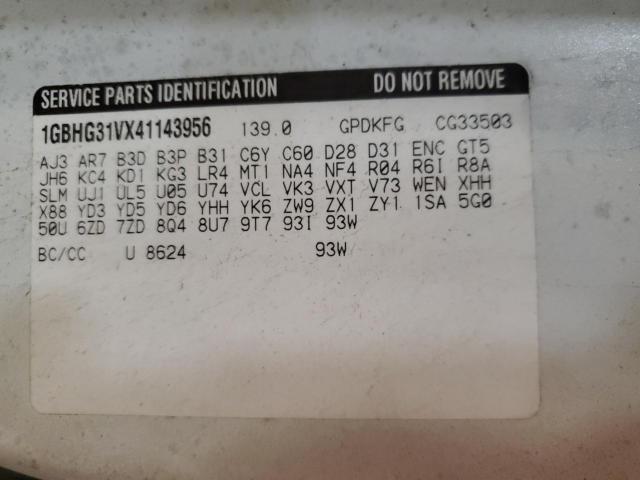 SERVICE PARTS IDENTIFICATION DO NOT REMOVE
1GBHG31VX41143956 139.0 GPDKFG CG33503
AJ3 AR7 B3D B3P B31 C6Y C60 D28 D31 ENC GT5
JH6 KC4 KD1 KG3 LR4 MT1 NA4 NF4 R04 R6I R8A
SLM UJ1 UL5 U05 U74 VCL VK3 VXT V73 WEN XHH
X88 YD3 YD5 YD6 YHH YK6 ZW9 ZX1 ZY1 1SA 5G0
50U 6ZD 7ZD 8Q4 8U7 9T7 93I 93W
BC/CC U 8624 93W